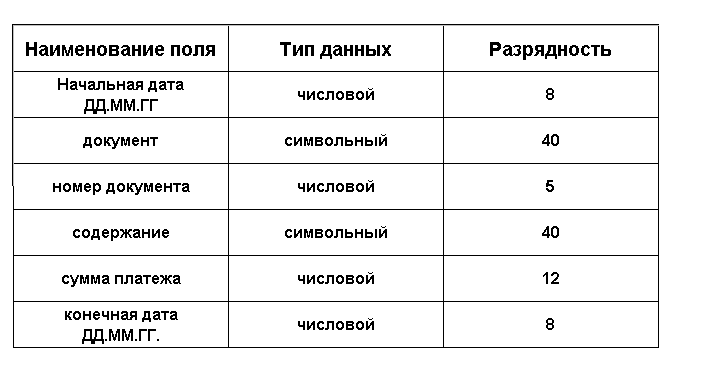 Наименование поля Тип данных Разрядность
Начальная дата
ДД.ММ.ГГ числовой 8
документ символьный 40
номер документа числовой 5
содержание символьный 40
сумма платежа числовой 12
конечная дата
ДД.ММ.ГГ. числовой 8